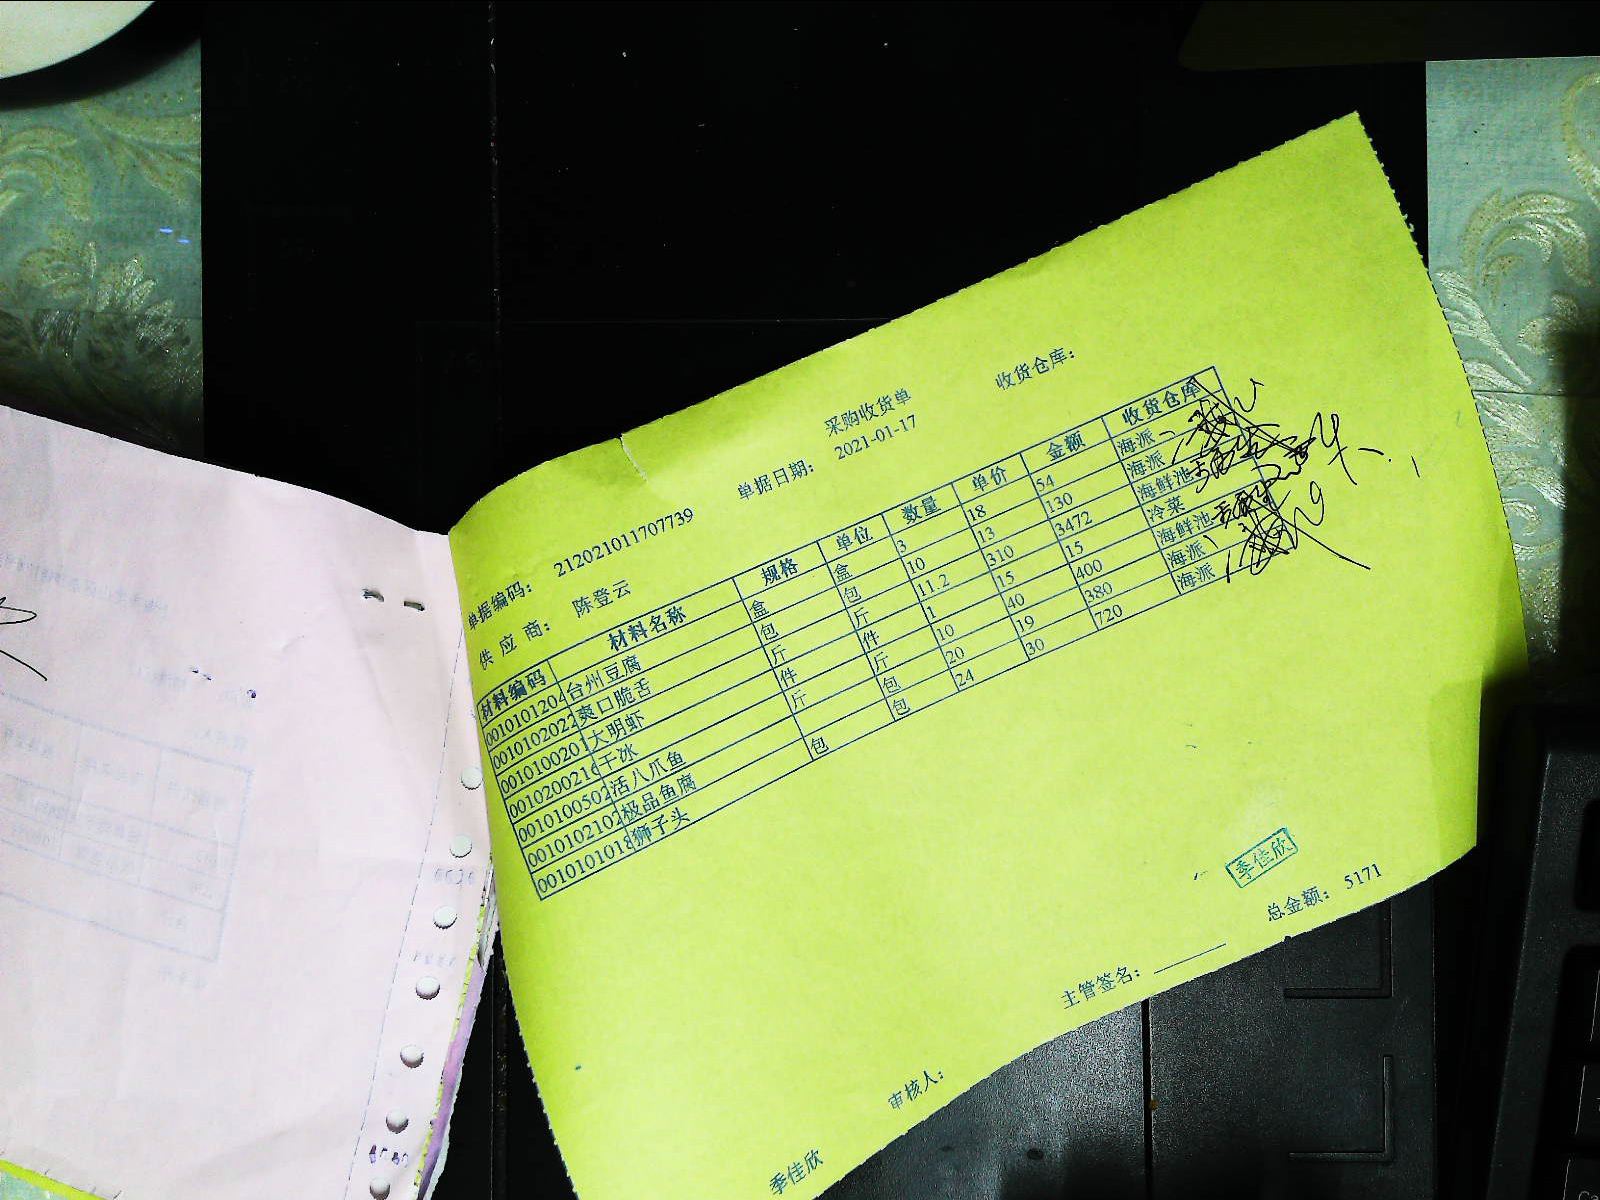 采购收货单
收货仓库：
单据编码： 212021011707739 单据日期： 2021-01-17
供 应 商： 陈登云
材料编码 材料名称 规格 单位 数量 单价 金额 收货仓库
0010101204 台州豆腐 盒 盒 3 18 54 海派
0010102022 爽口脆舌 包 包 10 13 130 海派
0010100201 大明虾 斤 斤 11.2 310 3472 海鲜池
0010200216 干冰 件 件 1 15 15 冷菜
0010100502 活八爪鱼 斤 斤 10 40 400 海鲜池
0010102102 极品鱼腐 包 20 19 380 海派
0010101018 狮子头 包 包 24 30 720 海派
季佳欣
总金额： 5171
主管签名：
审核人：
季佳欣